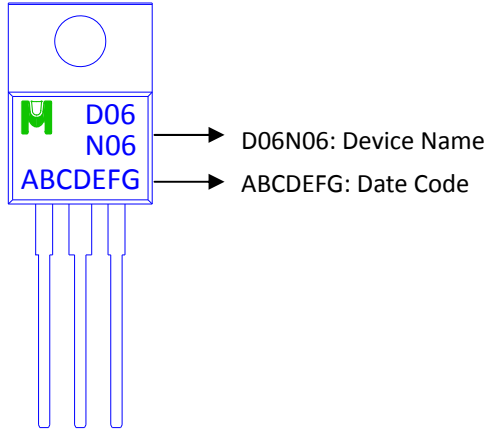 D06
N06
D06N06: Device Name
ABCDEFG
ABCDEFG: Date Code